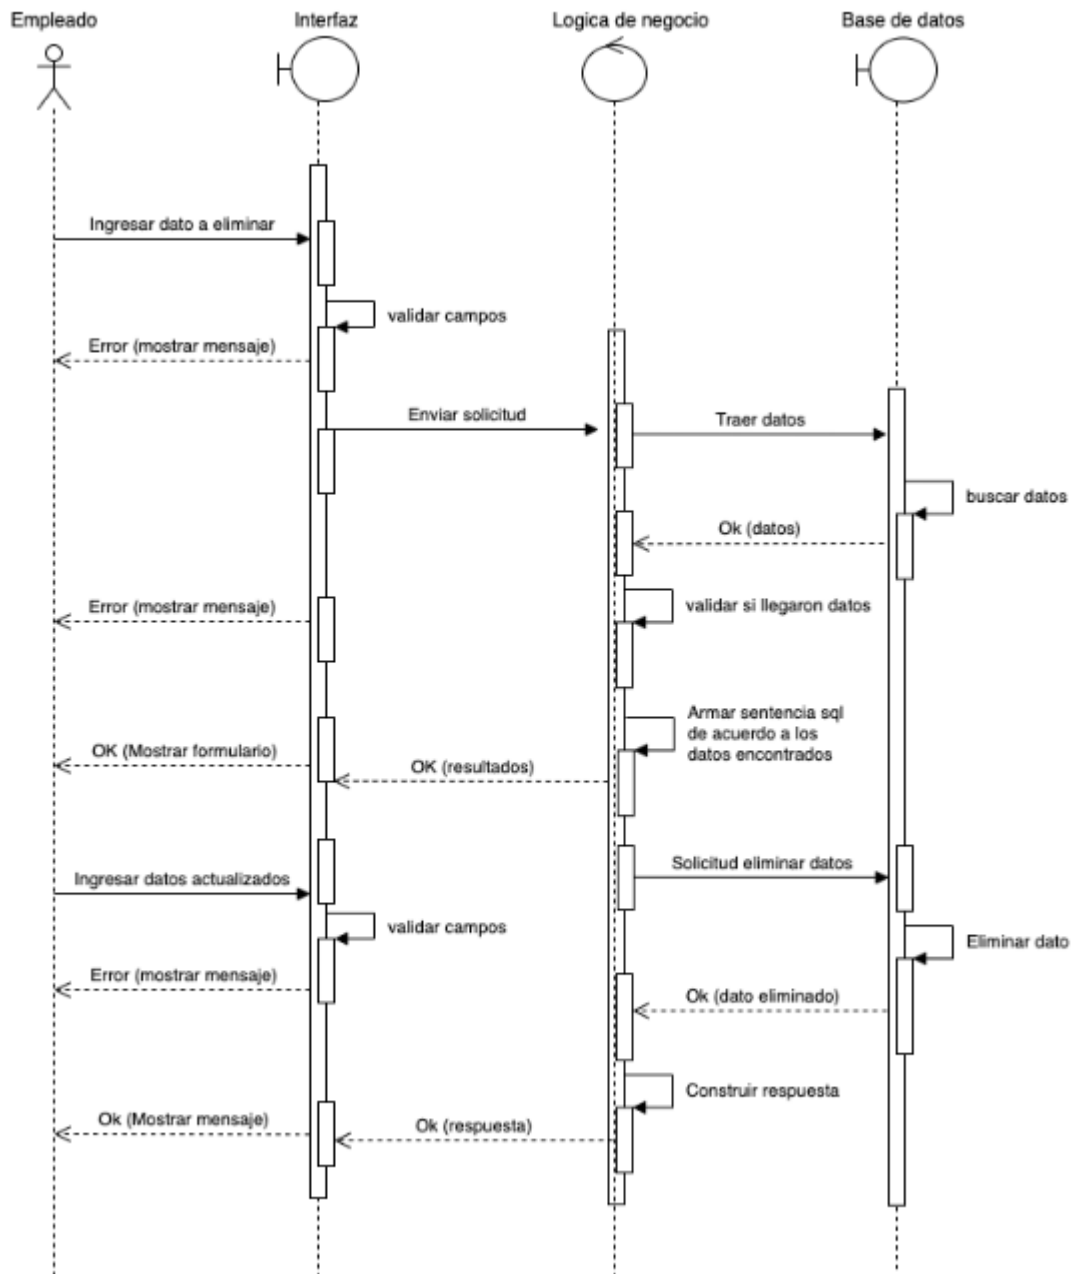 Empleado
Interfaz
Logica de negocio
Base de datos
Ingresar dato a eliminar
validar campos
Error (mostrar mensaje)
Enviar solicitud
Traer datos
buscar datos
Ok (datos)
Error (mostrar mensaje)
validar si llegaron datos
Armar sentencia sql
de acuerdo a los
datos encontrados
OK (Mostrar formulario)
OK (resultados)
Solicitud eliminar datos
Ingresar datos actualizados
validar campos
Eliminar dato
Error (mostrar mensaje)
Ok (dato eliminado)
Construir respuesta
Ok (Mostrar mensaje)
Ok (respuesta)